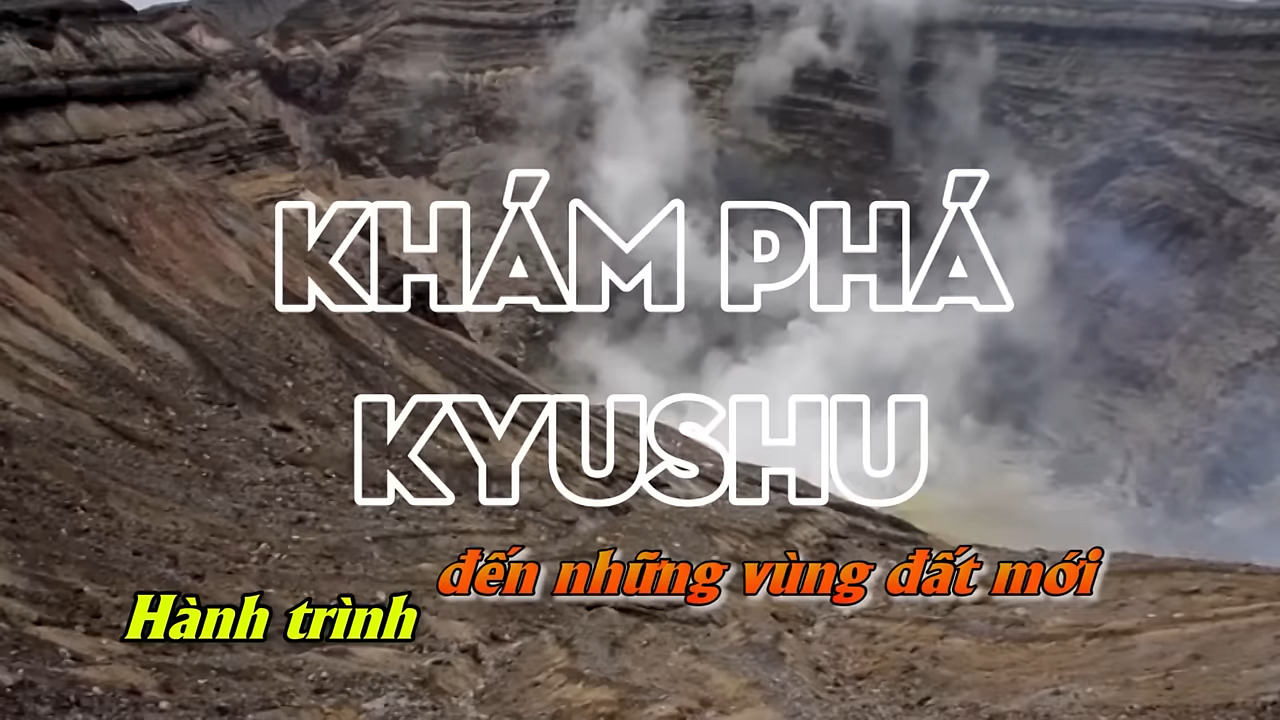 KHÁM PHÁ
KYUSHU
Hành trình
đến những vùng đất mới